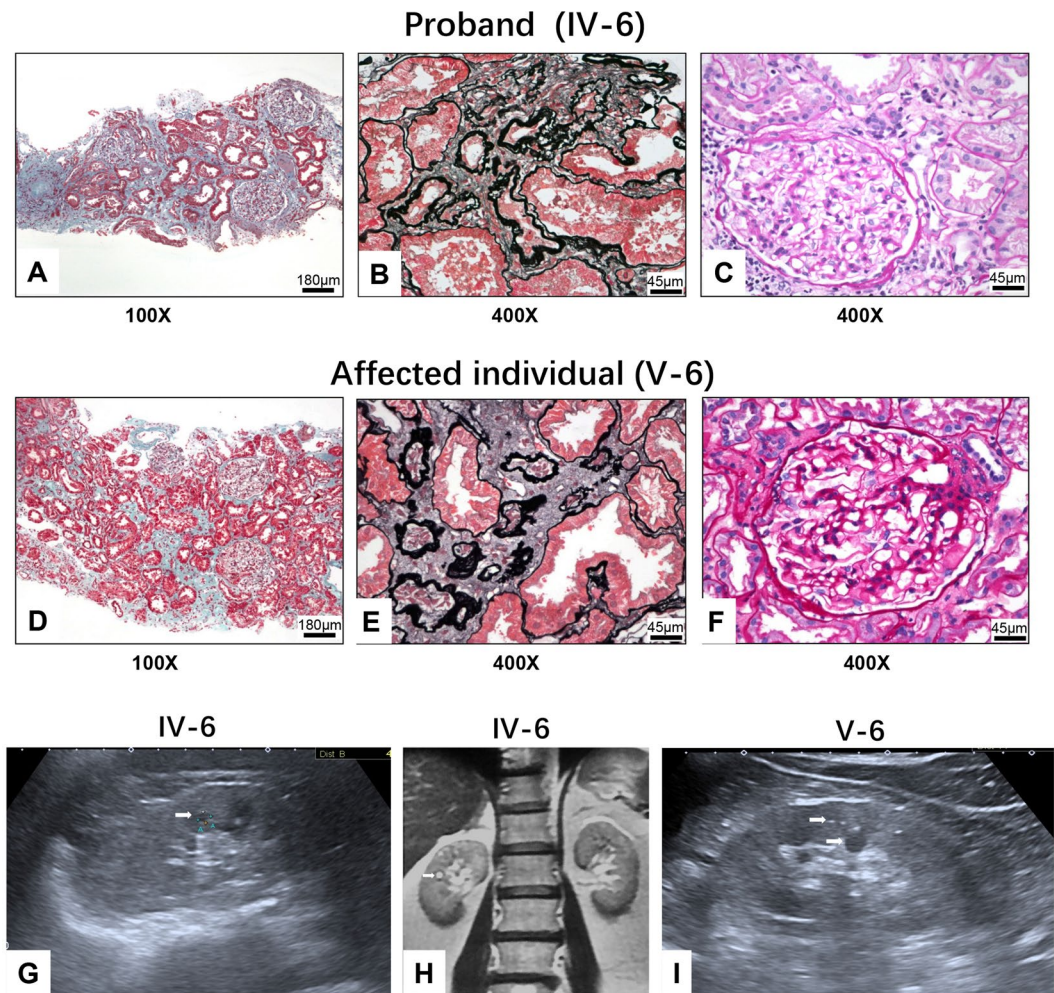 Proband (IV-6)
A
180μm
B
45μm
C
45μm
100X
400X
400X
Affected individual (V-6)
D
180μm
E
45μm
F
45μm
100X
400X
400X
IV-6
IV-6
V-6
Dist B
G
H
I